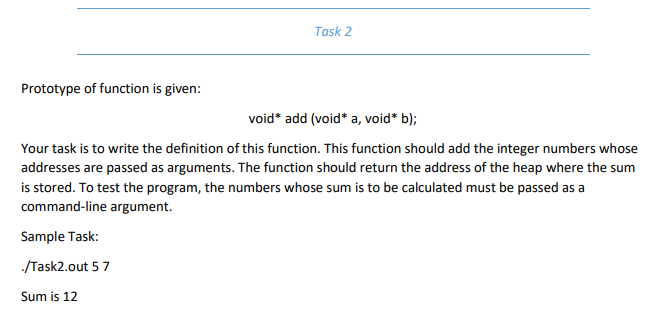 Task 2
Prototype of function is given:
void* add (void* a, void* b);
Your task is to write the definition of this function. This function should add the integer numbers whose
addresses are passed as arguments. The function should return the address of the heap where the sum
is stored. To test the program, the numbers whose sum is to be calculated must be passed as a
command-line argument.
Sample Task:
./Task2.out 5 7
Sum is 12